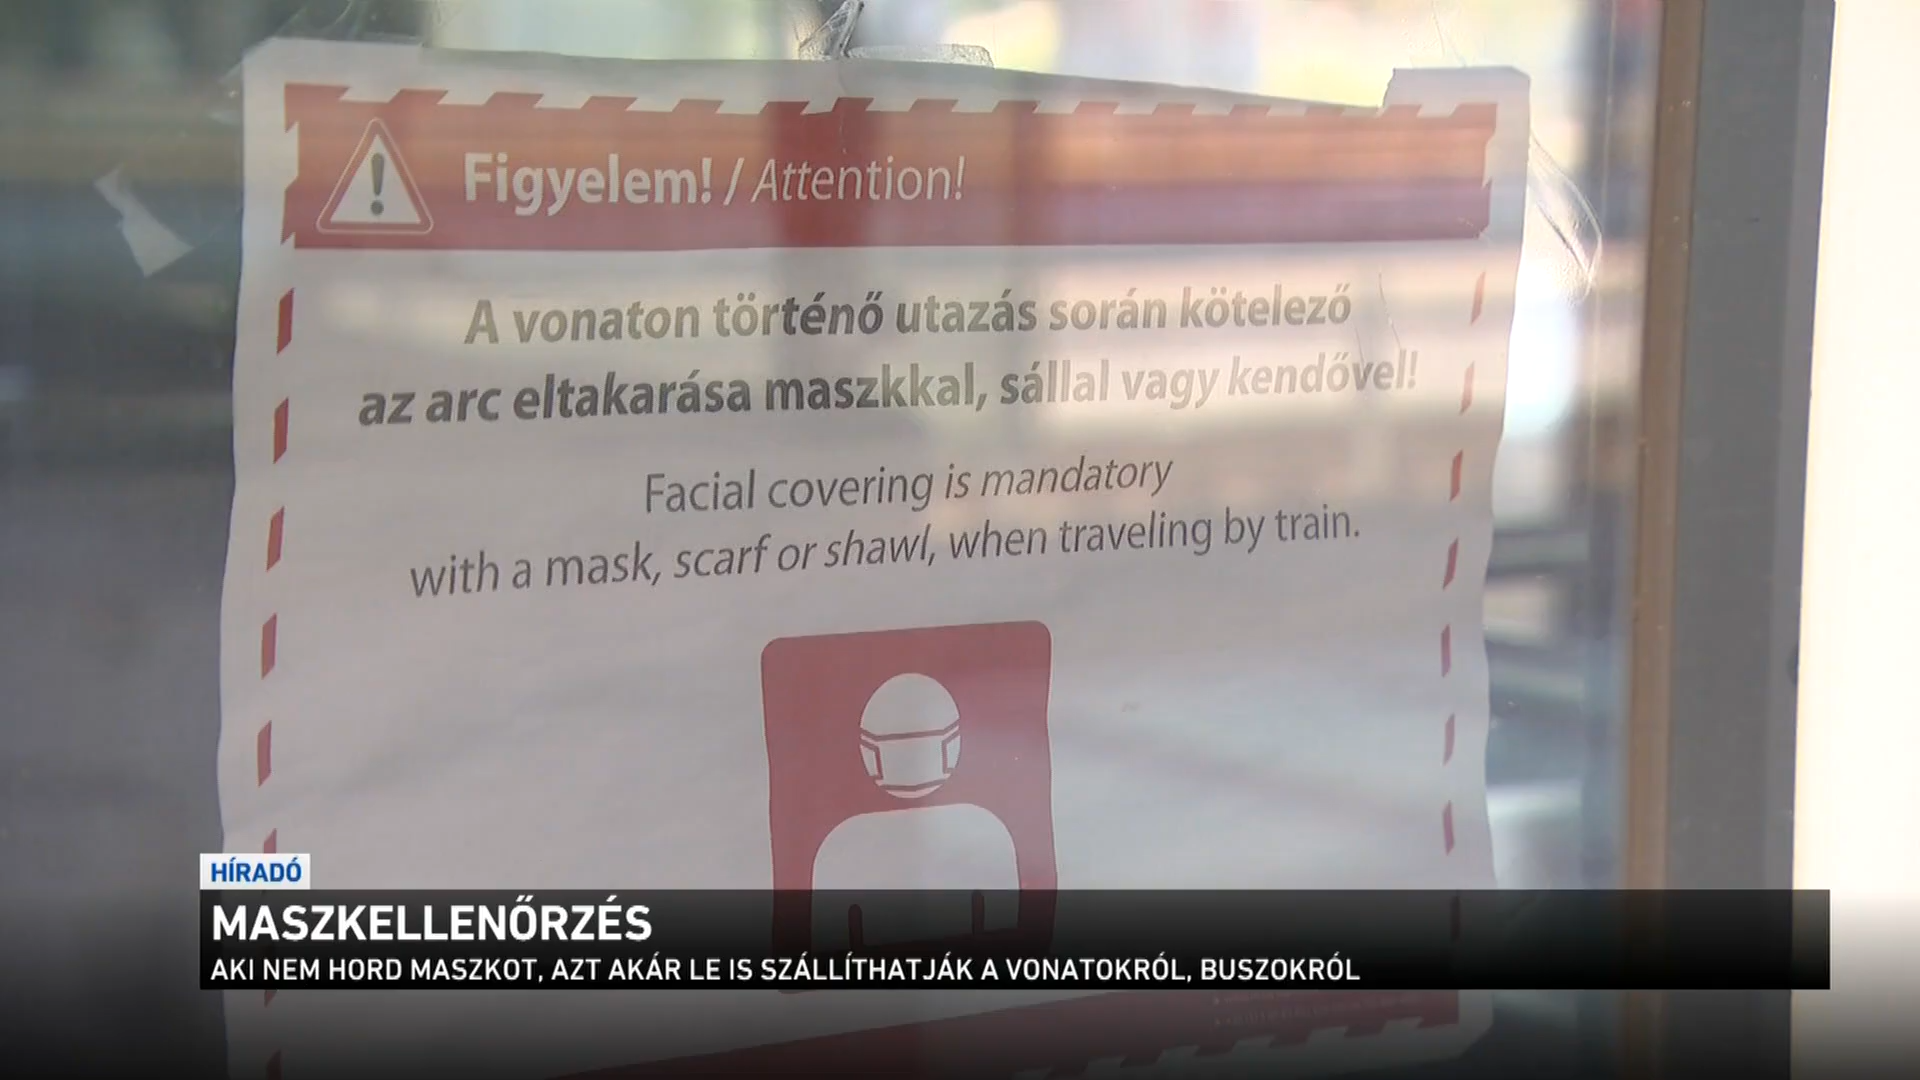 Figyelem! / Attention!
A vonaton történő utazás során kötelező
az arc eltakarása maszkkal, sállal vagy kendővel!
Facial covering is mandatory
with a mask, scarf or shawl, when traveling by train.
HÍRADÓ
MASZKELLENŐRZÉS
AKI NEM HORD MASZKOT, AZT AKÁR LE IS SZÁLLÍTHATJÁK A VONATOKRÓL, BUSZOKRÓL